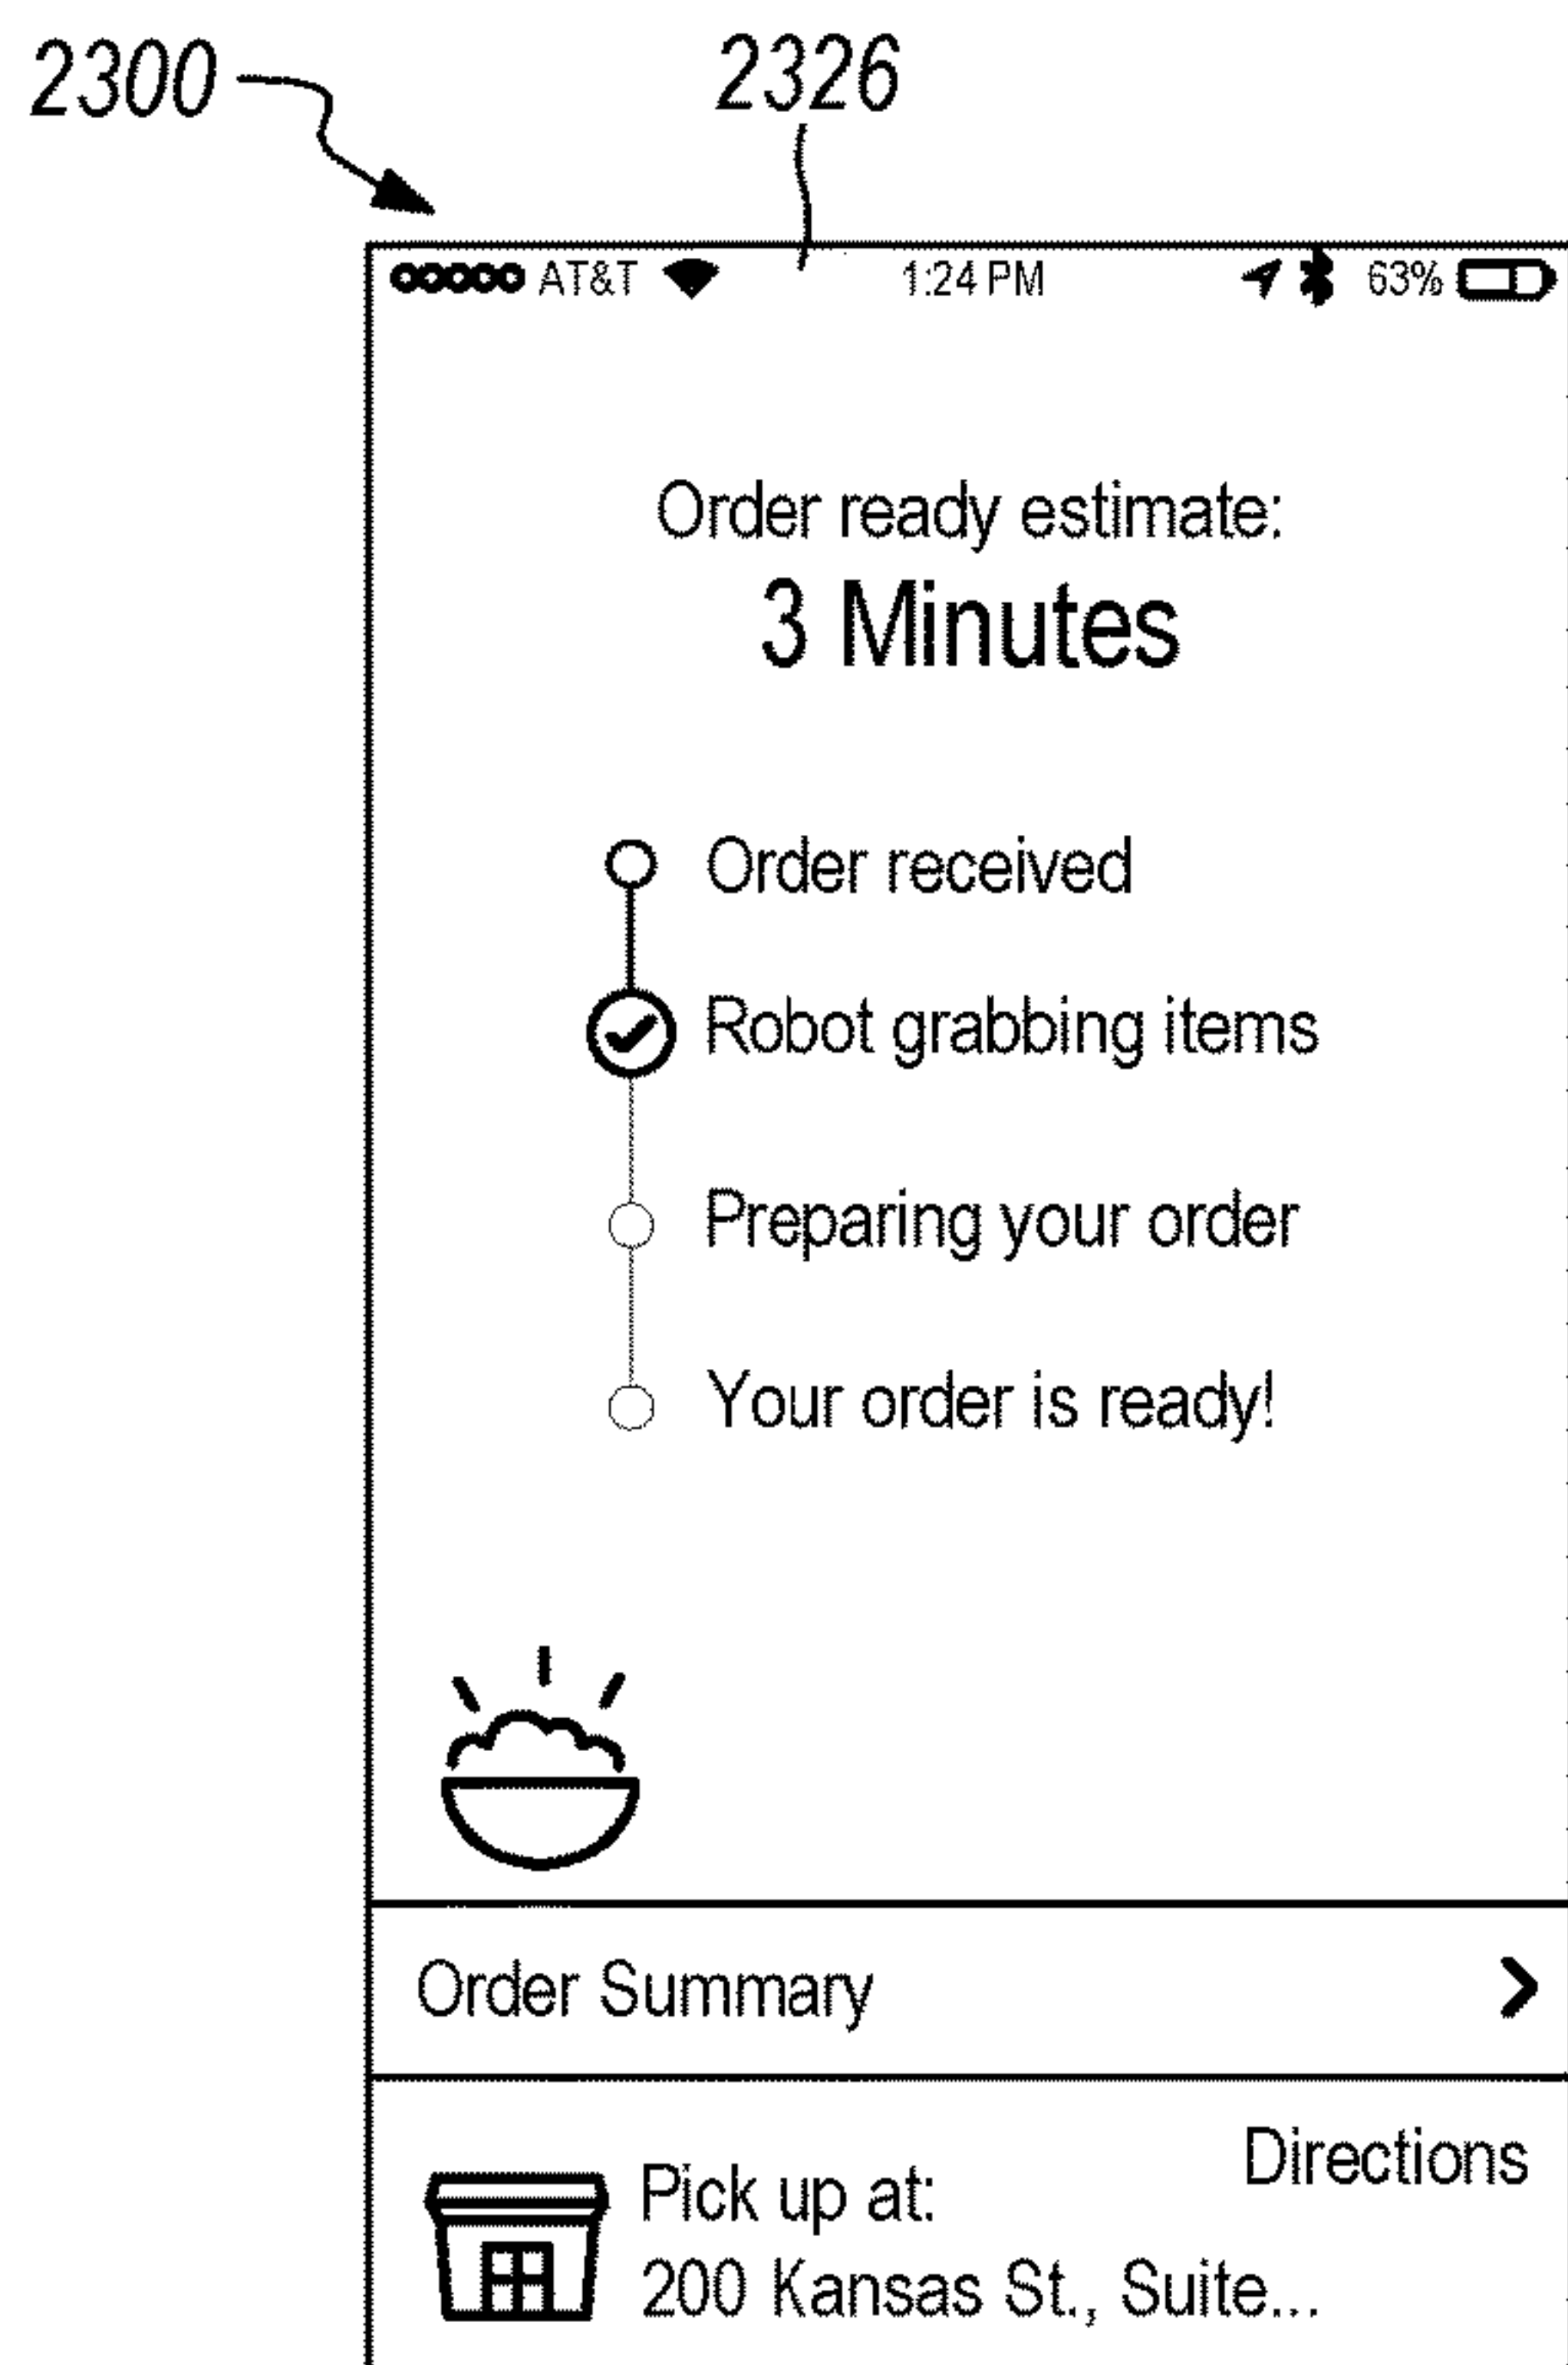 2300
2326
AT&T 1:24 PM 63%
Order ready estimate:
3 Minutes
Order received
Robot grabbing items
Preparing your order
Your order is ready!
Order Summary
Directions
Pick up at:
200 Kansas St., Suite...